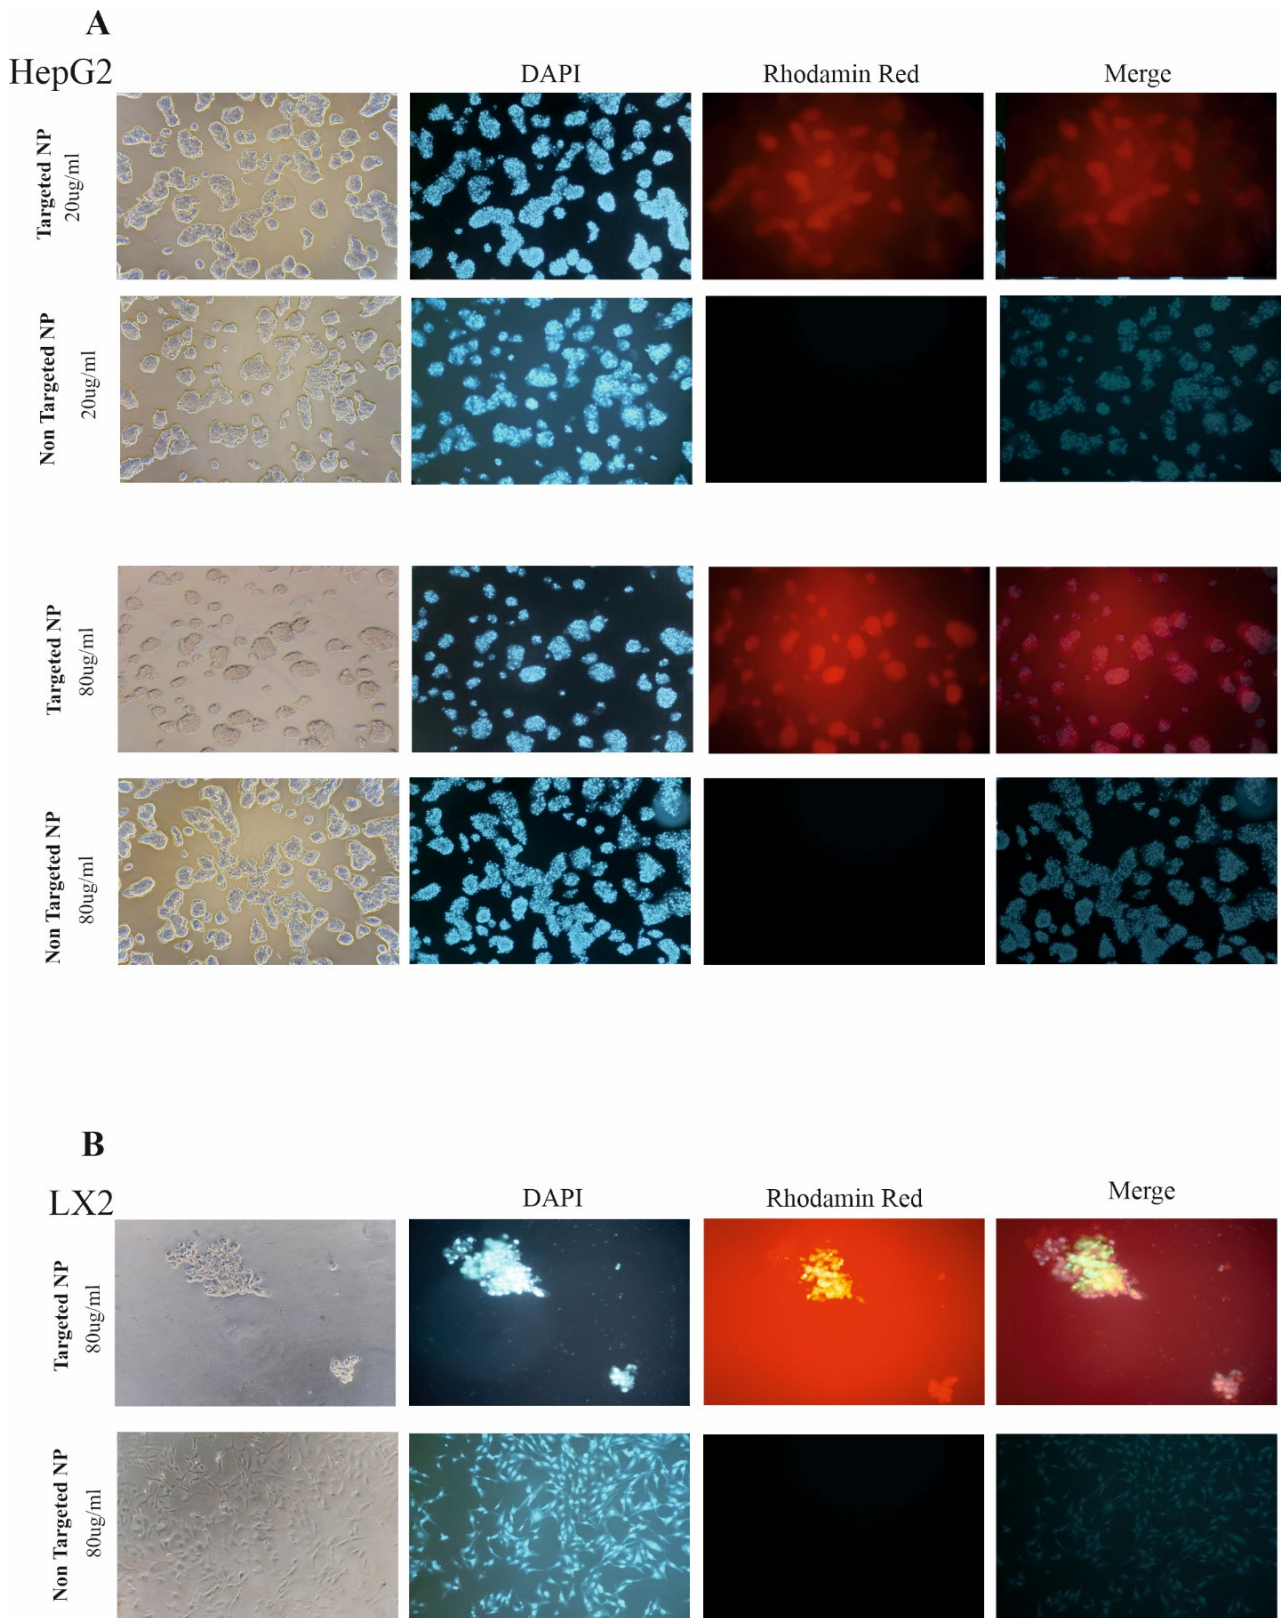 A
HepG2
DAPI
Rhodamin Red
Merge
Targeted NP
20ug/ml
Non Targeted NP
20ug/ml
Targeted NP
80ug/ml
Non Targeted NP
80ug/ml
B
LX2
DAPI
Rhodamin Red
Merge
Targeted NP
80ug/ml
Non Targeted NP
80ug/ml